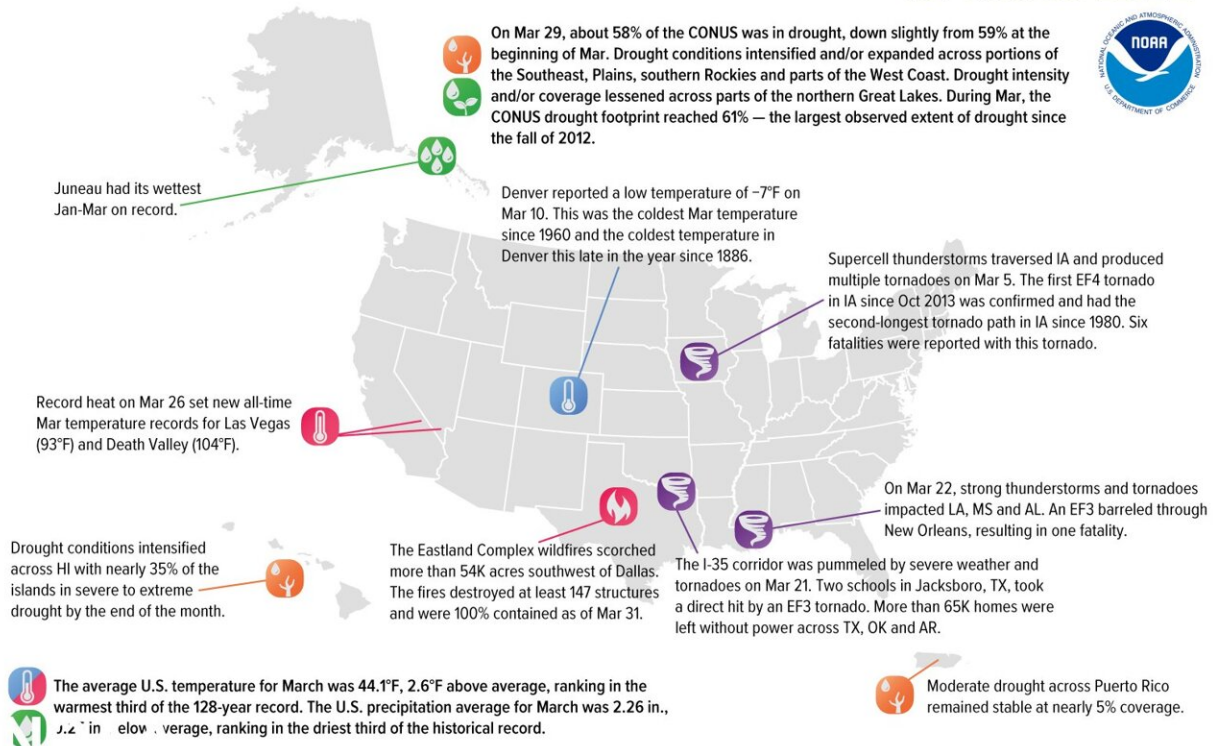 On Mar 29, about 58% of the CONUS was in drought, down slightly from 59% at the
beginning of Mar. Drought conditions intensified and/or expanded across portions of
the Southeast, Plains, southern Rockies and parts of the West Coast. Drought intensity
and/or coverage lessened across parts of the northern Great Lakes. During Mar, the
CONUS drought footprint reached 61% — the largest observed extent of drought since
the fall of 2012.
NATIONAL OCEANIC AND ATMOSPHERIC ADMINISTRATION
NOAA
U.S. DEPARTMENT OF COMMERCE
Juneau had its wettest
Jan-Mar on record.
Denver reported a low temperature of −7°F on
Mar 10. This was the coldest Mar temperature
since 1960 and the coldest temperature in
Denver this late in the year since 1886.
Supercell thunderstorms traversed IA and produced
multiple tornadoes on Mar 5. The first EF4 tornado
in IA since Oct 2013 was confirmed and had the
second-longest tornado path in IA since 1980. Six
fatalities were reported with this tornado.
Record heat on Mar 26 set new all-time
Mar temperature records for Las Vegas
(93°F) and Death Valley (104°F).
On Mar 22, strong thunderstorms and tornadoes
impacted LA, MS and AL. An EF3 barreled through
New Orleans, resulting in one fatality.
Drought conditions intensified
across HI with nearly 35% of the
islands in severe to extreme
drought by the end of the month.
The Eastland Complex wildfires scorched
more than 54K acres southwest of Dallas.
The fires destroyed at least 147 structures
and were 100% contained as of Mar 31.
The I-35 corridor was pummeled by severe weather and
tornadoes on Mar 21. Two schools in Jacksboro, TX, took
a direct hit by an EF3 tornado. More than 65K homes were
left without power across TX, OK and AR.
Moderate drought across Puerto Rico
remained stable at nearly 5% coverage.
The average U.S. temperature for March was 44.1°F, 2.6°F above average, ranking in the
warmest third of the 128-year record. The U.S. precipitation average for March was 2.26 in.,
in ranking in the driest third of the historical record.